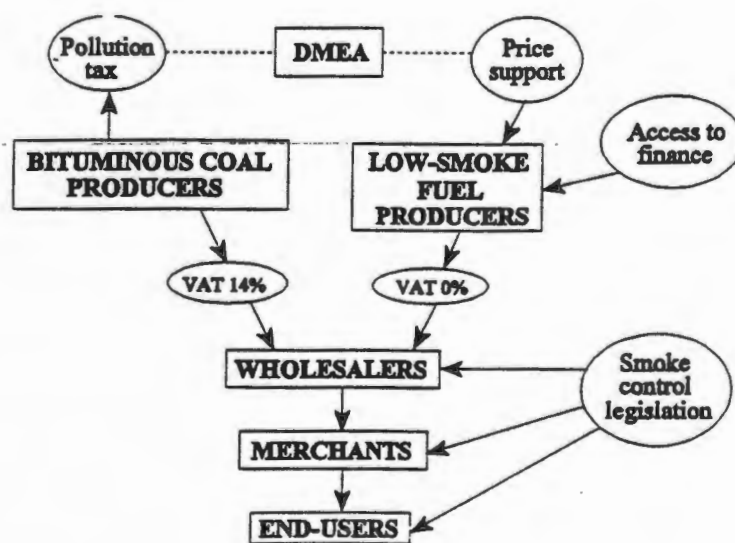 Pollution
tax
DMEA
Price
support
Access to
finance
BITUMINOUS COAL
PRODUCERS
LOW-SMOKE
FUEL
PRODUCERS
VAT 14%
VAT 0%
WHOLESALERS
Smoke
control
legislation
MERCHANTS
END-USERS